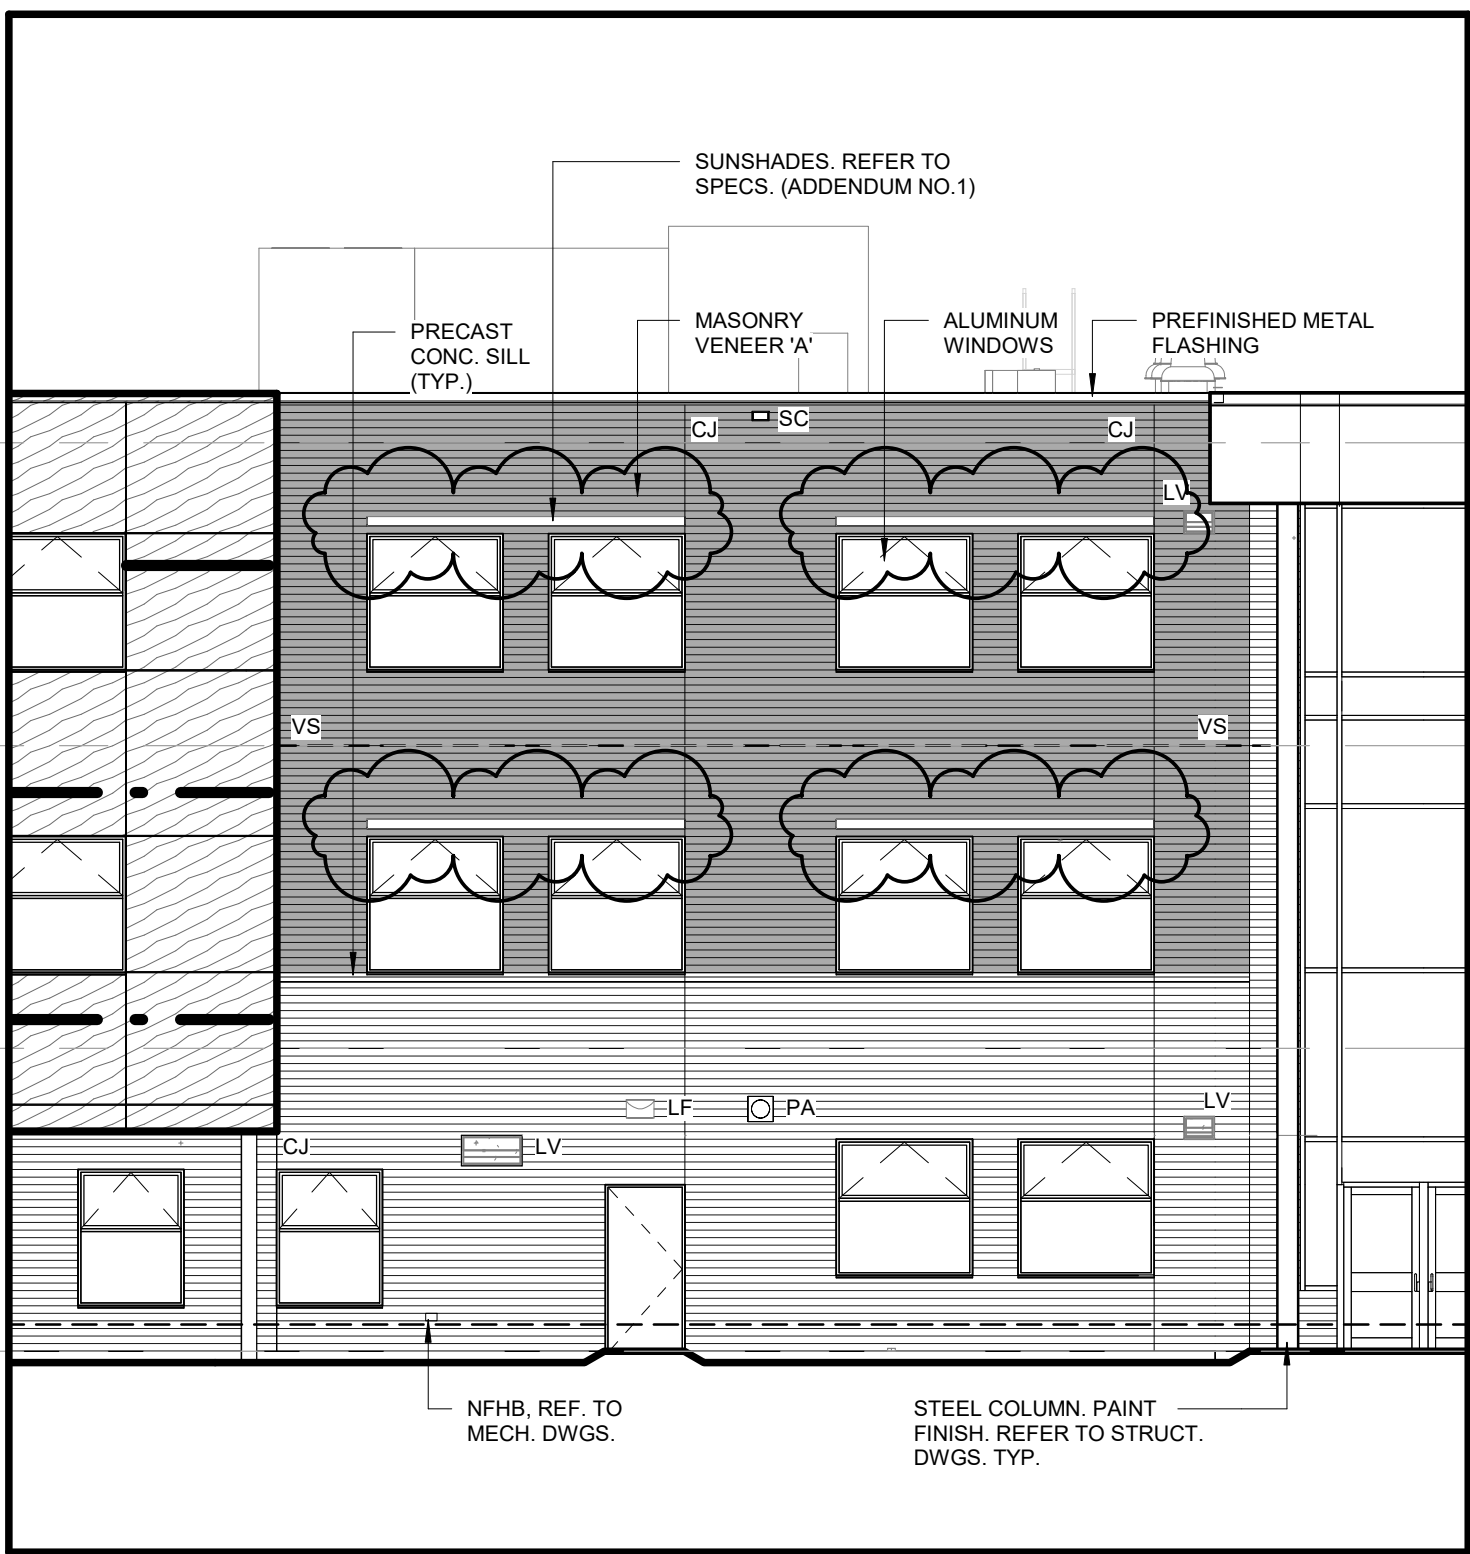 SUNSHADES. REFER TO
SPECS. (ADDENDUM NO.1)
PRECAST
CONC. SILL
(TYP.)
MASONRY
VENEER 'A'
ALUMINUM
WINDOWS
PREFINISHED METAL
FLASHING
SC
CJ
CJ
LV
VS
VS
LF
PA
LV
CJ
LV
NFHB, REF. TO
MECH. DWGS.
STEEL COLUMN. PAINT
FINISH. REFER TO STRUCT.
DWGS. TYP.